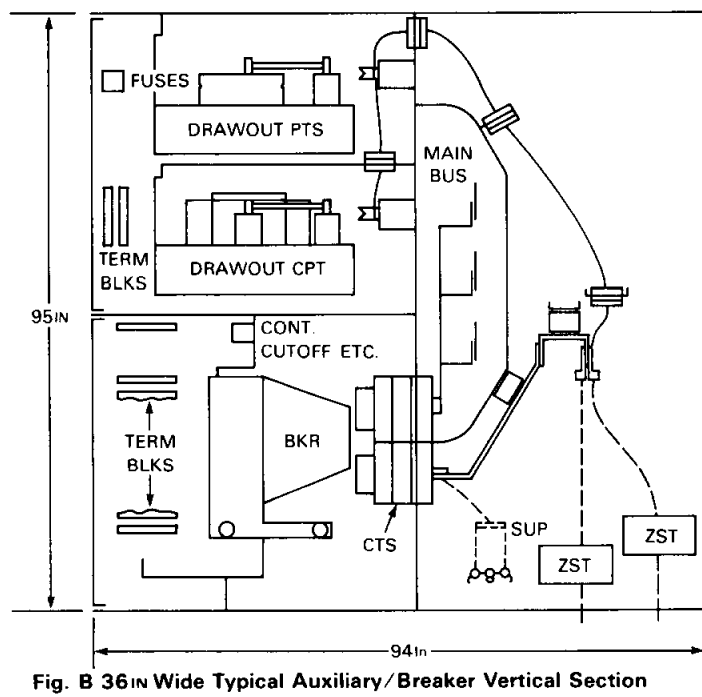 FUSES
DRAWOUT PTS
MAIN
BUS
TERM
BLKS
DRAWOUT CPT
95IN
CONT.
CUTOFF ETC.
TERM
BLKS
BKR
CTS
SUP
ZST
ZST
94In
Fig. B 36IN Wide Typical Auxiliary/Breaker Vertical Section